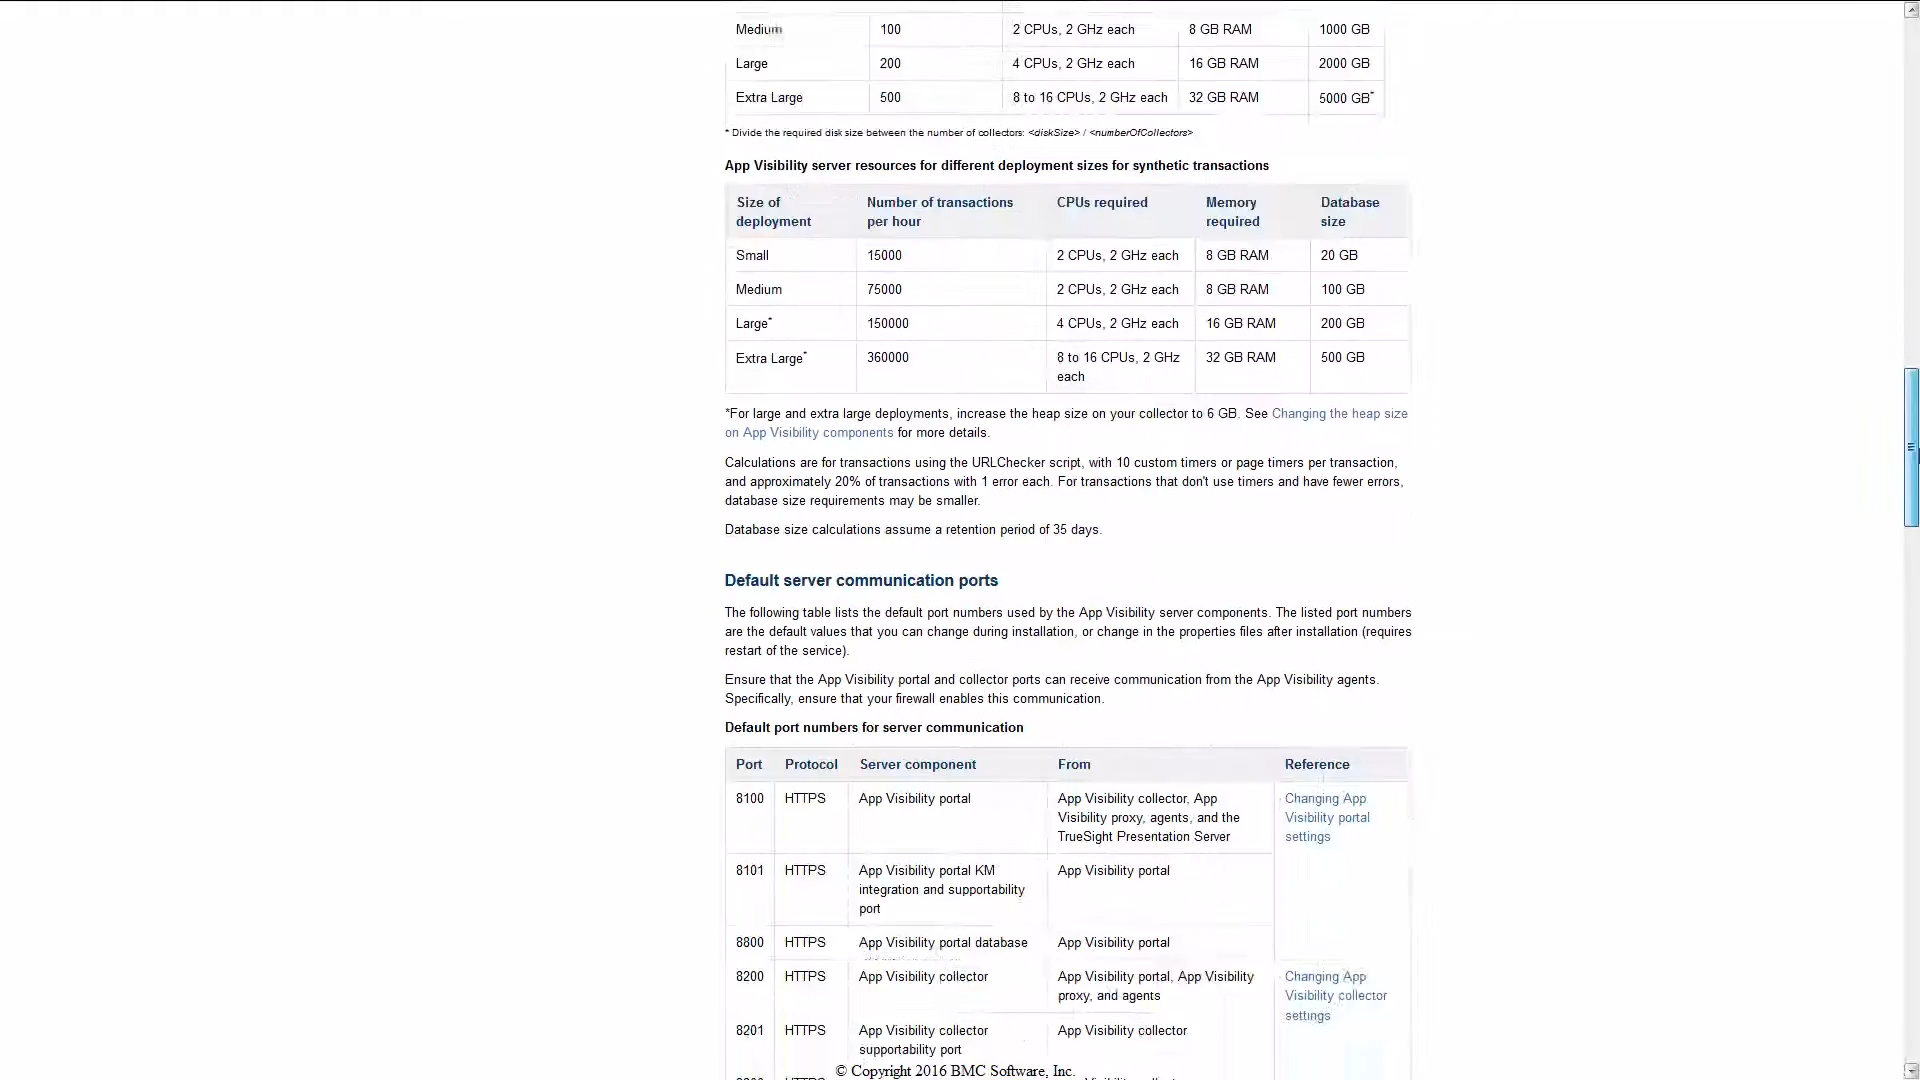 Medium 100 2 CPUs, 2 GHz each 8 GB RAM 1000 GB
Large 200 4 CPUs, 2 GHz each 16 GB RAM 2000 GB
Extra Large 500 8 to 16 CPUs, 2 GHz each 32 GB RAM 5000 GB*
* Divide the required disk size between the number of collectors: <diskSize> / <numberOfCollectors>
App Visibility server resources for different deployment sizes for synthetic transactions
Size of deployment Number of transactions per hour CPUs required Memory required Database size
Small 15000 2 CPUs, 2 GHz each 8 GB RAM 20 GB
Medium 75000 2 CPUs, 2 GHz each 8 GB RAM 100 GB
Large* 150000 4 CPUs, 2 GHz each 16 GB RAM 200 GB
Extra Large* 360000 8 to 16 CPUs, 2 GHz each 32 GB RAM 500 GB
*For large and extra large deployments, increase the heap size on your collector to 6 GB. See Changing the heap size
on App Visibility components for more details.
Calculations are for transactions using the URLChecker script, with 10 custom timers or page timers per transaction,
and approximately 20% of transactions with 1 error each. For transactions that don't use timers and have fewer errors,
database size requirements may be smaller.
Database size calculations assume a retention period of 35 days.
Default server communication ports
The following table lists the default port numbers used by the App Visibility server components. The listed port numbers
are the default values that you can change during installation, or change in the properties files after installation (requires
restart of the service).
Ensure that the App Visibility portal and collector ports can receive communication from the App Visibility agents.
Specifically, ensure that your firewall enables this communication.
Default port numbers for server communication
Port Protocol Server component From Reference
8100 HTTPS App Visibility portal App Visibility collector, App Visibility proxy, agents, and the TrueSight Presentation Server Changing App Visibility portal settings
8101 HTTPS App Visibility portal KM integration and supportability port App Visibility portal
8800 HTTPS App Visibility portal database App Visibility portal
8200 HTTPS App Visibility collector App Visibility portal, App Visibility proxy, and agents Changing App Visibility collector settings
8201 HTTPS App Visibility collector supportability port App Visibility collector
© Copyright 2016 BMC Software, Inc.